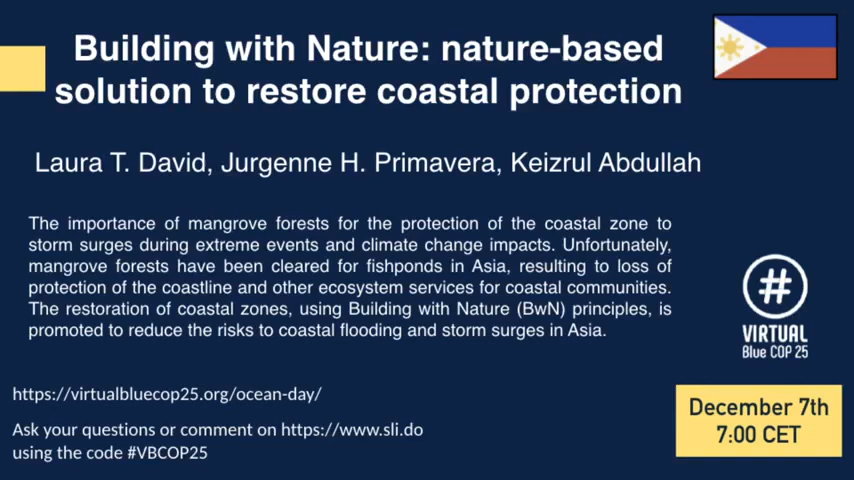 Building with Nature: nature-based
solution to restore coastal protection
Laura T. David, Jurgenne H. Primavera, Keizrul Abdullah
The importance of mangrove forests for the protection of the coastal zone to
storm surges during extreme events and climate change impacts. Unfortunately,
mangrove forests have been cleared for fishponds in Asia, resulting to loss of
protection of the coastline and other ecosystem services for coastal communities.
The restoration of coastal zones, using Building with Nature (BwN) principles, is
promoted to reduce the risks to coastal flooding and storm surges in Asia.
#
VIRTUAL
Blue COP 25
https://virtualbluecop25.org/ocean-day/
Ask your questions or comment on https://www.sli.do
using the code #VBCOP25
December 7th
7:00 CET